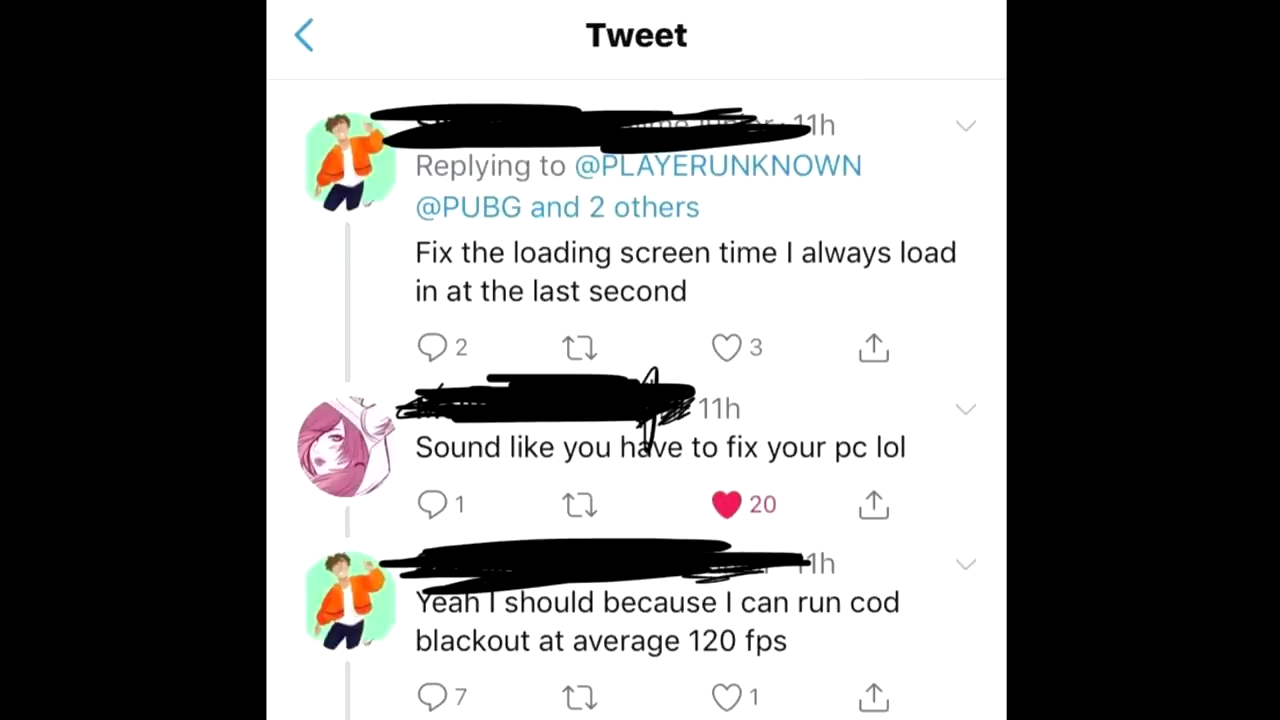 Tweet
11h
Replying to @PLAYERUNKNOWN
@PUBG and 2 others
Fix the loading screen time I always load
in at the last second
2 3
11h
Sound like you have to fix your pc lol
1 20
11h
Yeah I should because I can run cod
blackout at average 120 fps
7 1